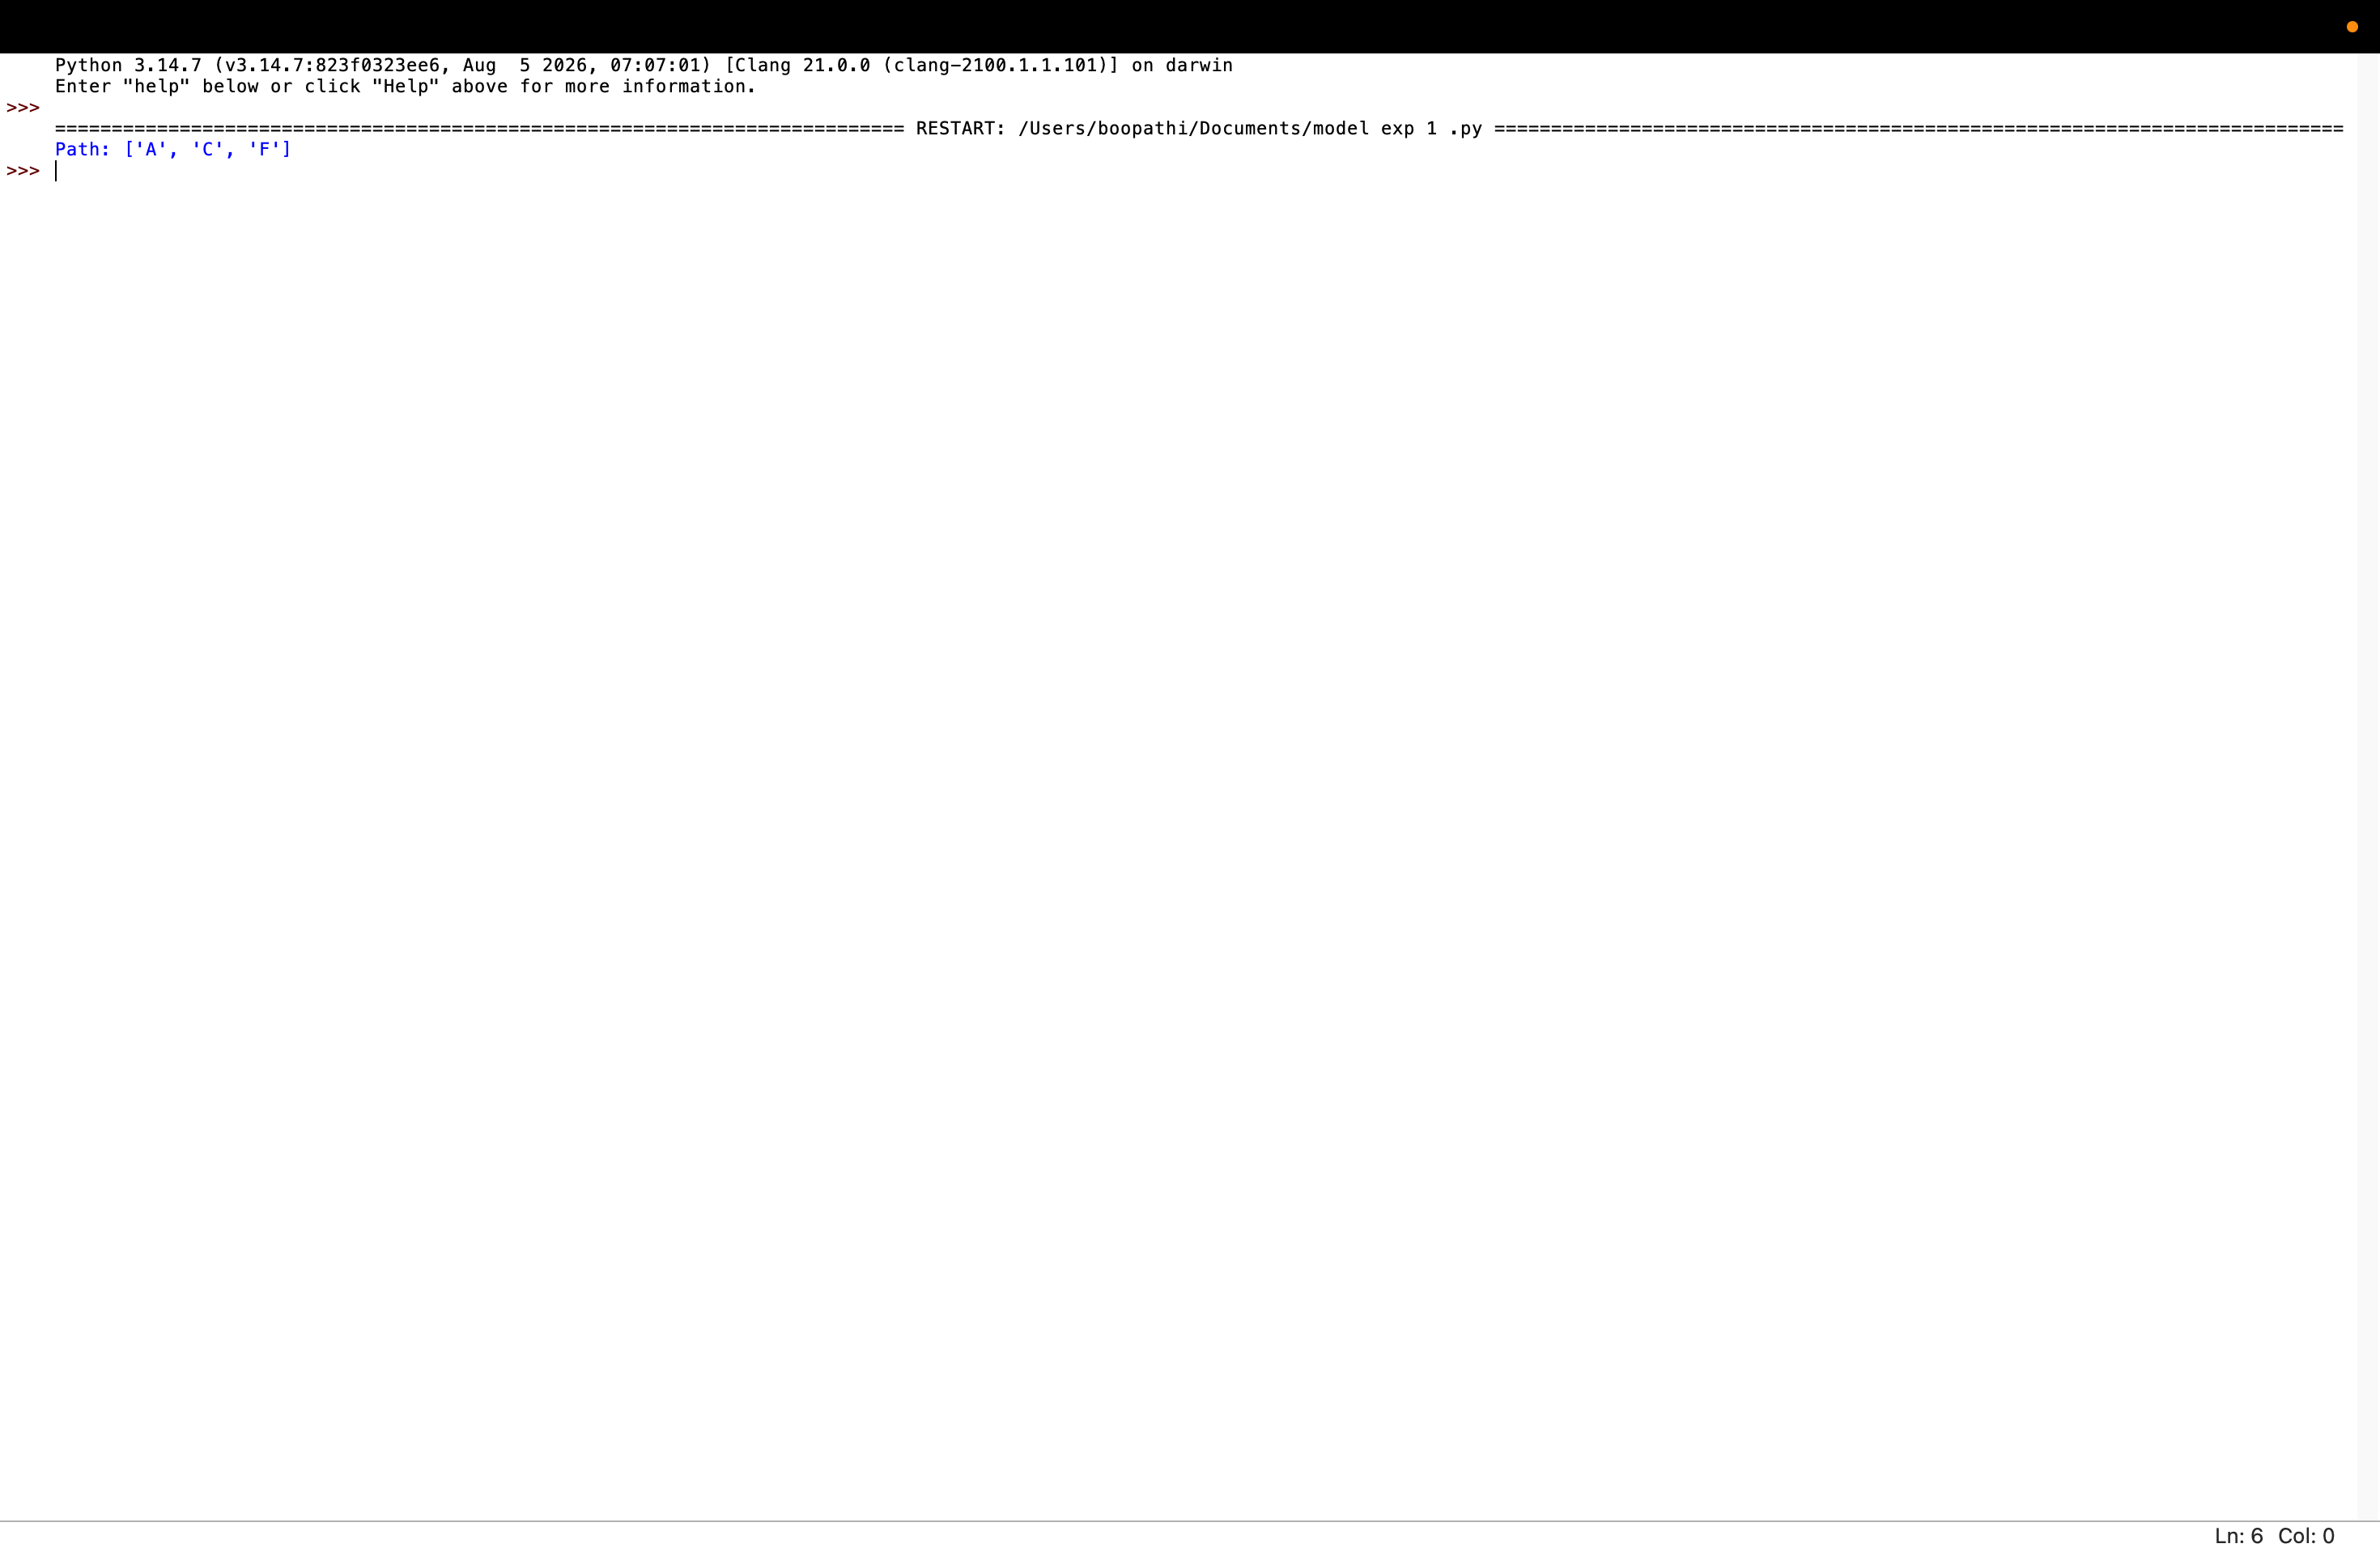 Python 3.14.7 (v3.14.7:823f0323ee6, Aug  5 2026, 07:07:01) [Clang 21.0.0 (clang-2100.1.1.101)] on darwin
Enter "help" below or click "Help" above for more information.
>>>
=========================================================================== RESTART: /Users/boopathi/Documents/model exp 1 .py ===========================================================================
Path: ['A', 'C', 'F']
>>>
Ln: 6  Col: 0